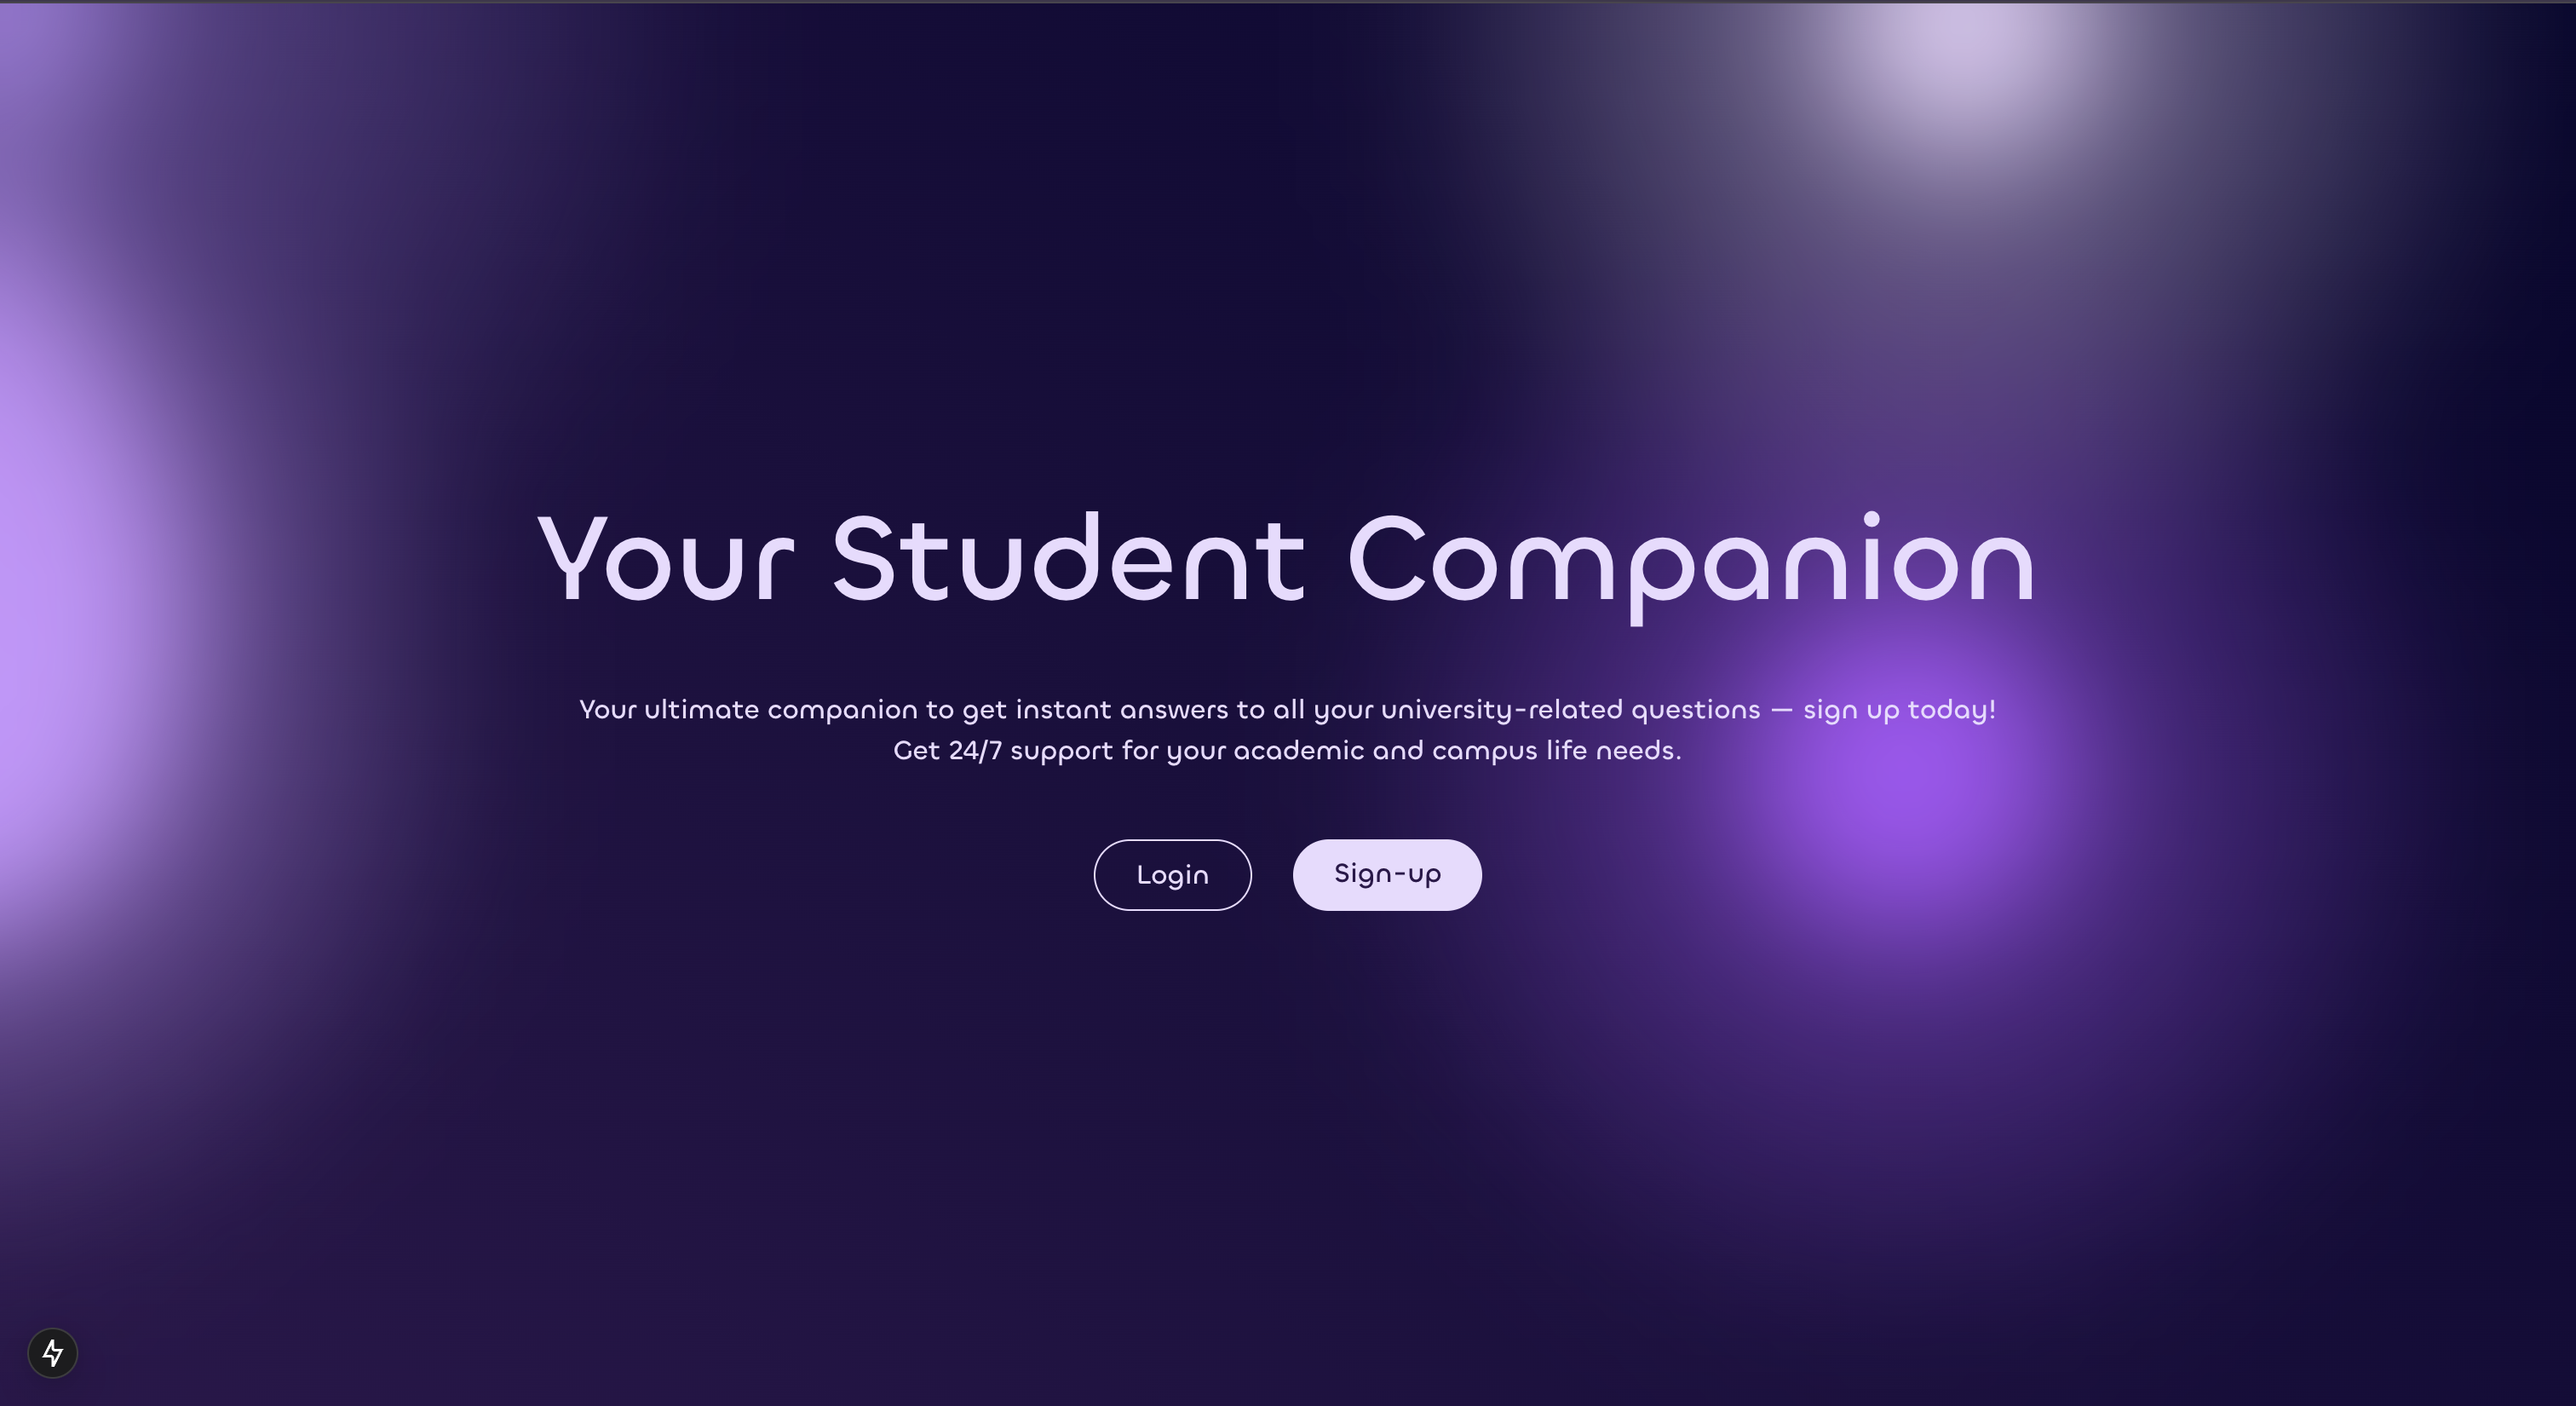 Your Student Companion
Your ultimate companion to get instant answers to all your university-related questions — sign up today!
Get 24/7 support for your academic and campus life needs.
Login
Sign-up